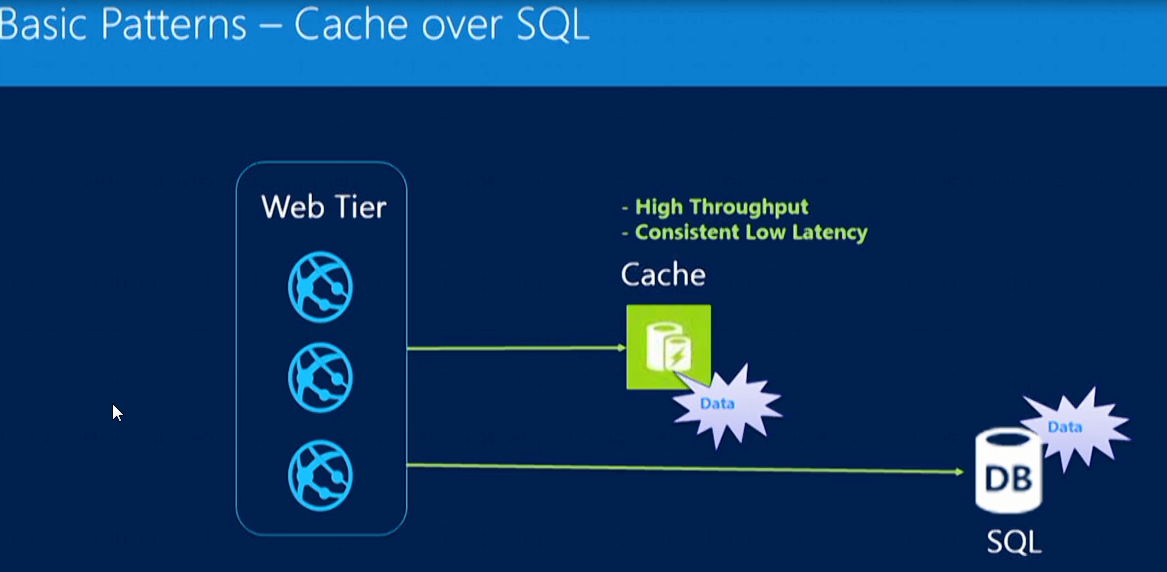 Basic Patterns – Cache over SQL
Web Tier
- High Throughput
- Consistent Low Latency
Cache
Data
Data
DB
SQL